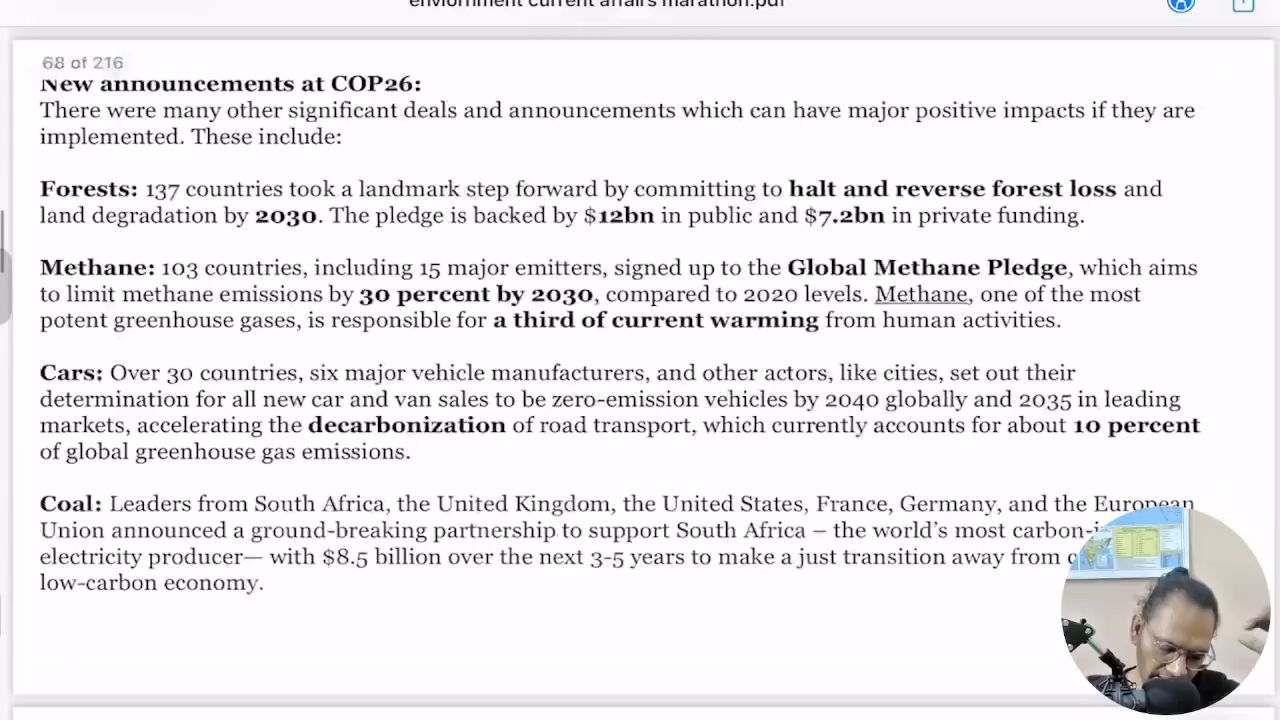 enviornment current affairs marathon.pdf
68 of 216
New announcements at COP26:
There were many other significant deals and announcements which can have major positive impacts if they are
implemented. These include:
Forests: 137 countries took a landmark step forward by committing to halt and reverse forest loss and
land degradation by 2030. The pledge is backed by $12bn in public and $7.2bn in private funding.
Methane: 103 countries, including 15 major emitters, signed up to the Global Methane Pledge, which aims
to limit methane emissions by 30 percent by 2030, compared to 2020 levels. Methane, one of the most
potent greenhouse gases, is responsible for a third of current warming from human activities.
Cars: Over 30 countries, six major vehicle manufacturers, and other actors, like cities, set out their
determination for all new car and van sales to be zero-emission vehicles by 2040 globally and 2035 in leading
markets, accelerating the decarbonization of road transport, which currently accounts for about 10 percent
of global greenhouse gas emissions.
Coal: Leaders from South Africa, the United Kingdom, the United States, France, Germany, and the European
Union announced a ground-breaking partnership to support South Africa – the world's most carbon-
electricity producer— with $8.5 billion over the next 3-5 years to make a just transition away from
low-carbon economy.